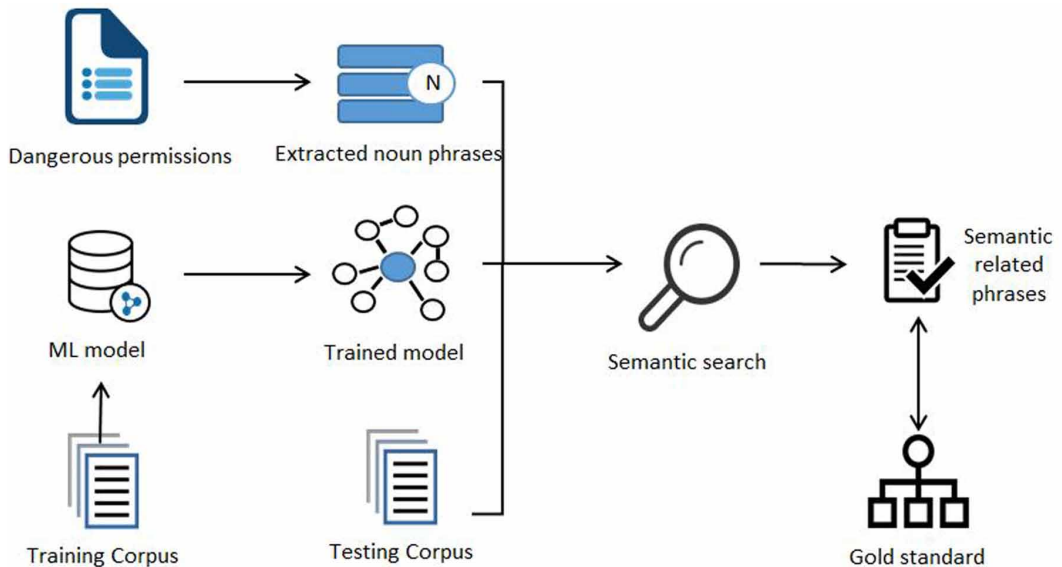 N
Dangerous permissions
Extracted noun phrases
ML model
Trained model
Semantic search
Semantic
related
phrases
Training Corpus
Testing Corpus
Gold standard